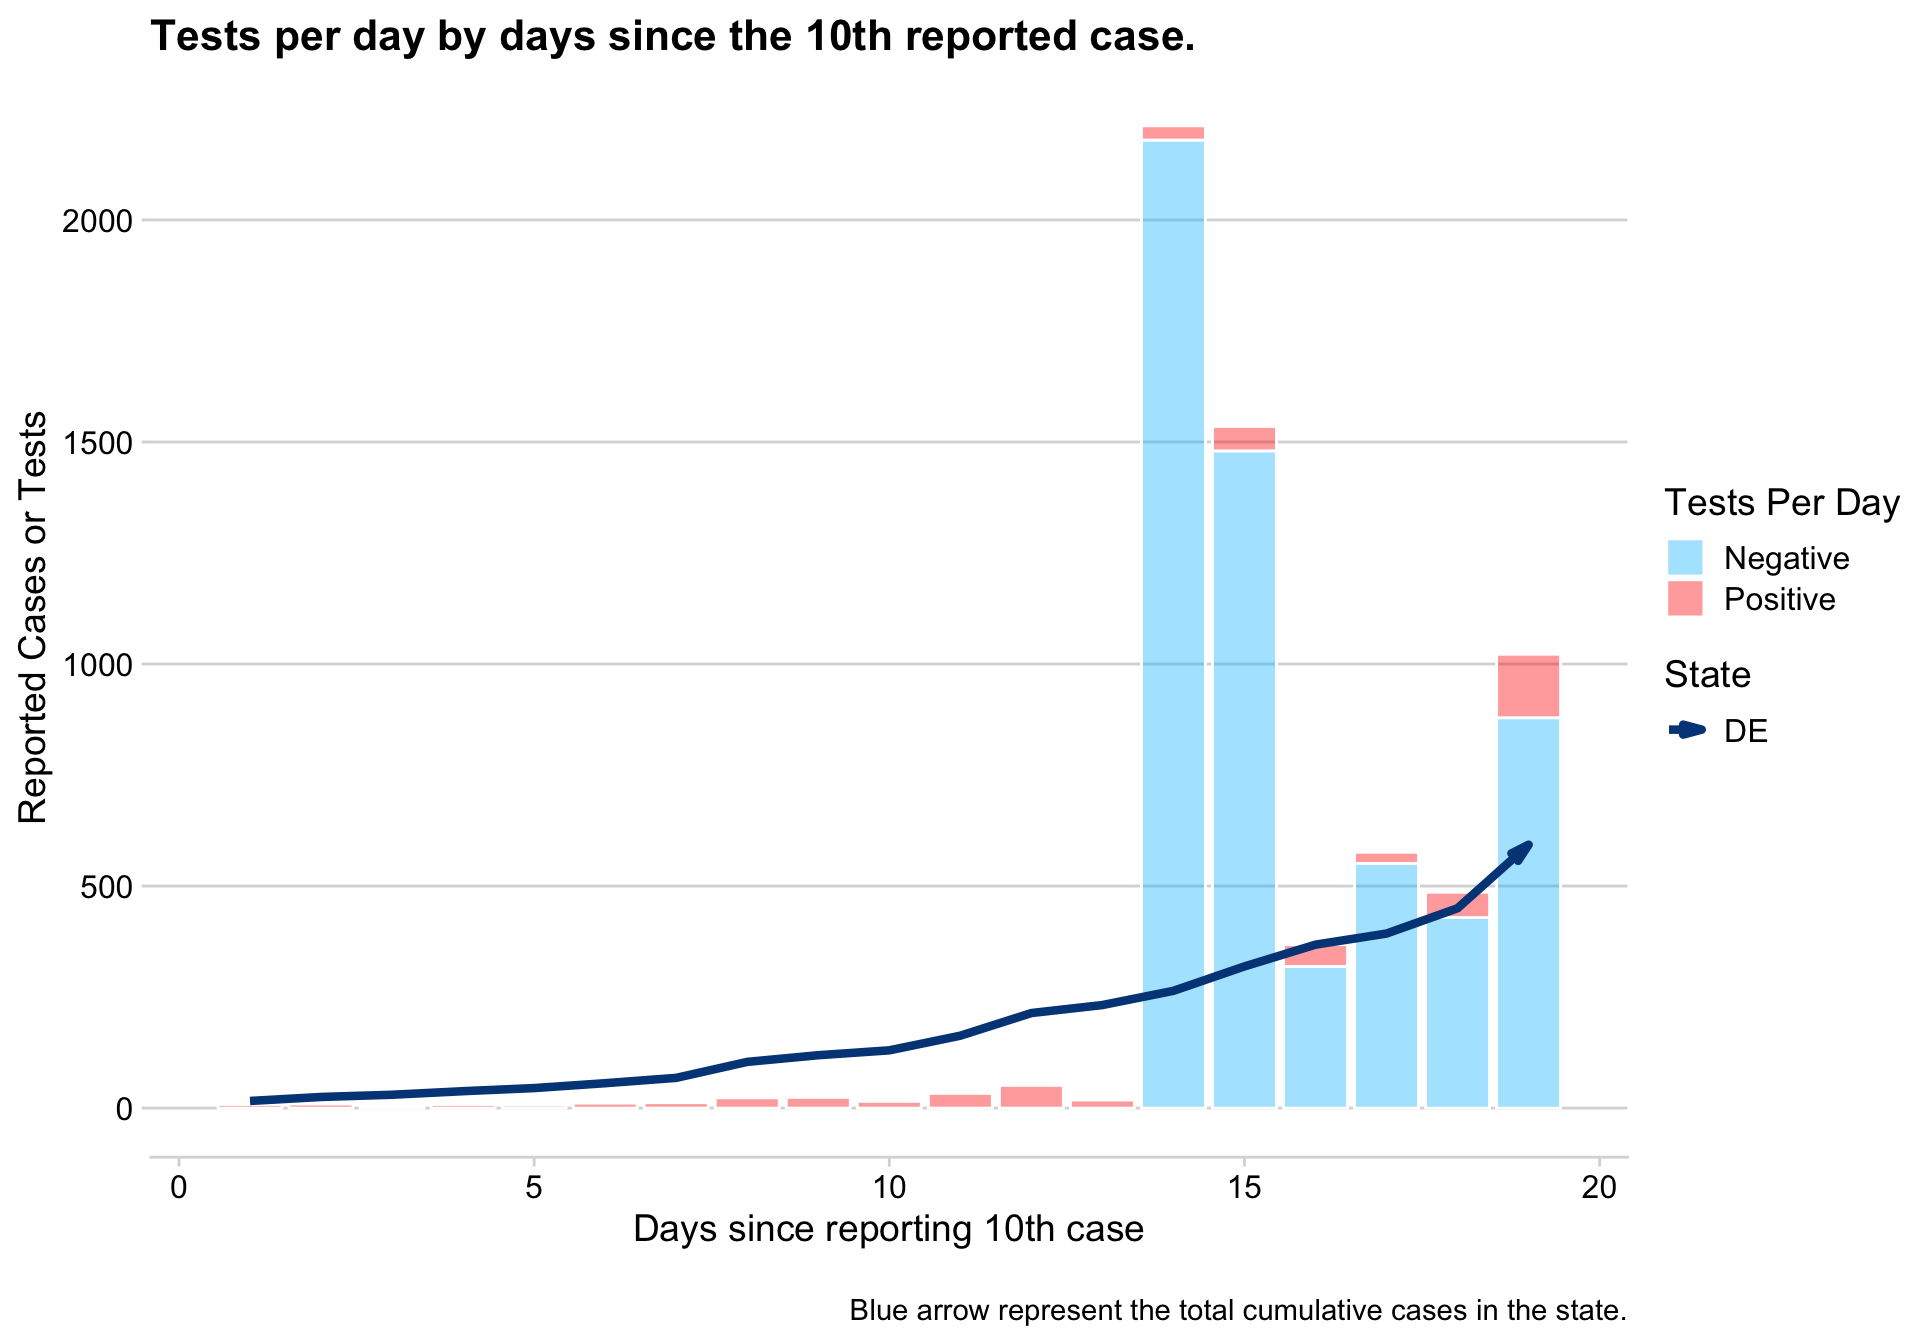 Tests per day by days since the 10th reported case.
Reported Cases or Tests
2000
1500
1000
500
0
0 5 10 15 20
Days since reporting 10th case
Tests Per Day
Negative
Positive
State
DE
Blue arrow represent the total cumulative cases in the state.